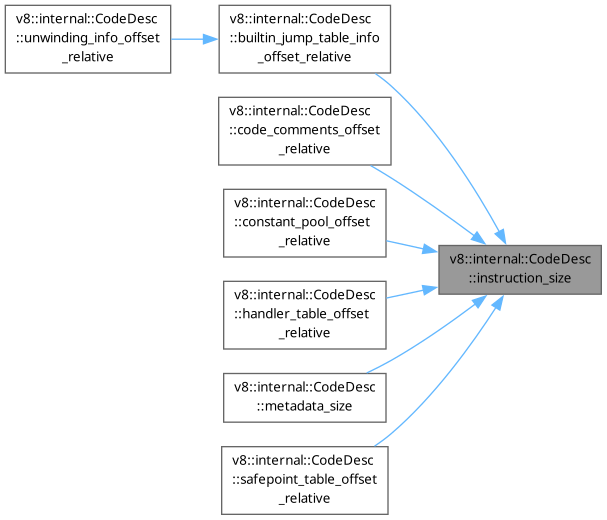 v8::internal::CodeDesc
::unwinding_info_offset
_relative
v8::internal::CodeDesc
::builtin_jump_table_info
_offset_relative
v8::internal::CodeDesc
::code_comments_offset
_relative
v8::internal::CodeDesc
::constant_pool_offset
_relative
v8::internal::CodeDesc
::instruction_size
v8::internal::CodeDesc
::handler_table_offset
_relative
v8::internal::CodeDesc
::metadata_size
v8::internal::CodeDesc
::safepoint_table_offset
_relative